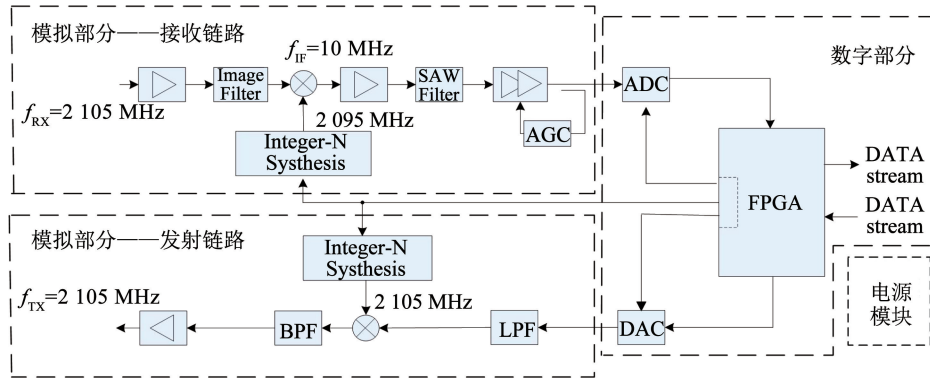 模拟部分——接收链路
f_IF=10 MHz
数字部分
Image
Filter
SAW
Filter
ADC
f_RX=2 105 MHz
2 095 MHz
AGC
Integer-N
Systhesis
FPGA
DATA
stream
DATA
stream
模拟部分——发射链路
Integer-N
Systhesis
f_TX=2 105 MHz
2 105 MHz
BPF
LPF
DAC
电源
模块